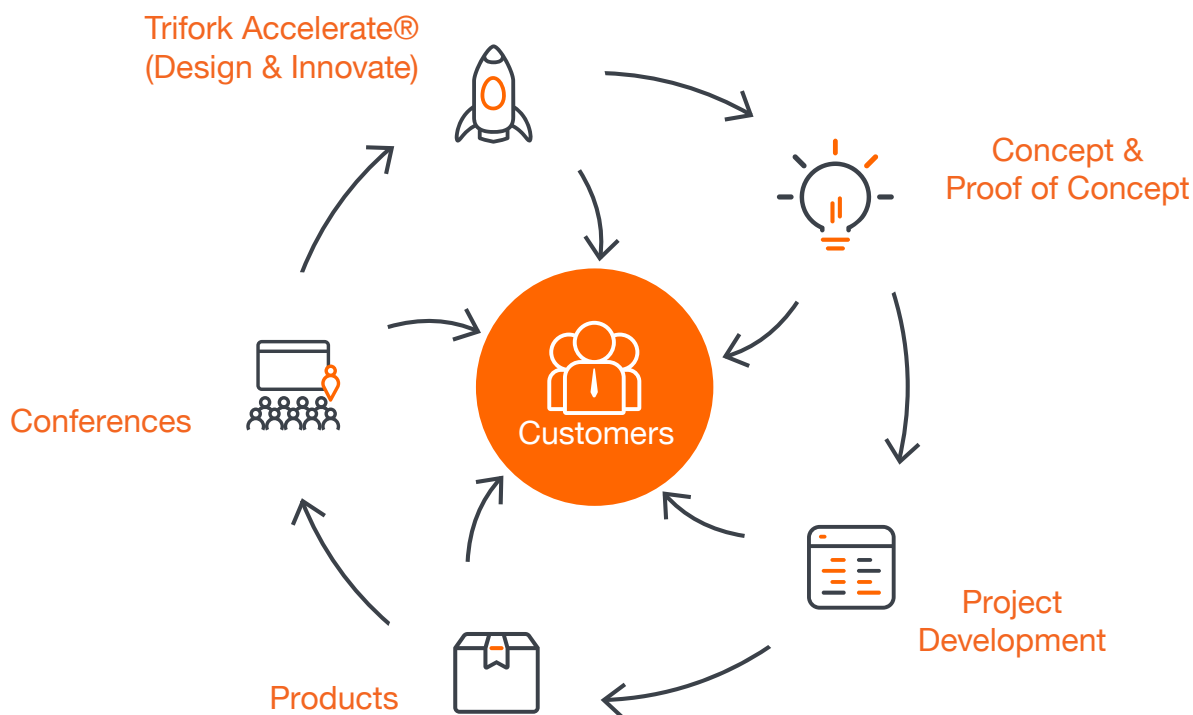 Trifork Accelerate®
(Design & Innovate)
Concept &
Proof of Concept
Customers
Conferences
Project
Development
Products